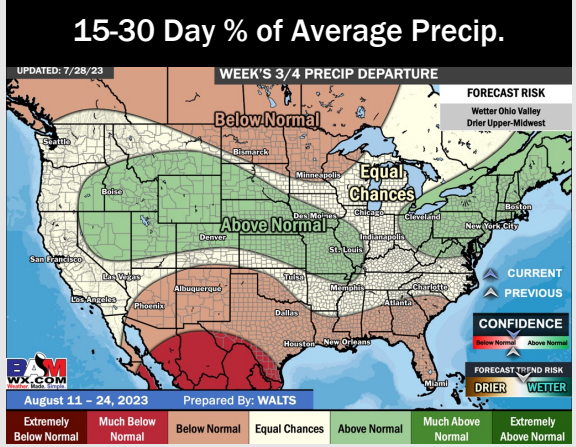 15-30 Day % of Average Precip.
UPDATED: 7/28/23
WEEK'S 3/4 PRECIP DEPARTURE
FORECAST RISK
Wetter Ohio Valley
Drier Upper-Midwest
Below Normal
Seattle
Bismarck
Minneapolis
Equal
Chances
Boise
Boston
Des Moines
Chicago
Cleveland
New York City
Above Normal
Denver
Indianapolis
St. Louis
San Francisco
Las Vegas
Tulsa
CURRENT
Los Angeles
Albuquerque
Memphis
Charlotte
PREVIOUS
Phoenix
Atlanta
Dallas
CONFIDENCE
Houston
New Orleans
Below Normal
Above Normal
BAM
WX.COM
Weather. Made. Simple.
FORECAST TREND RISK
Miami
DRIER
WETTER
August 11 – 24, 2023
Prepared By: WALTS
Extremely
Below Normal
Much Below
Normal
Below Normal
Equal Chances
Above Normal
Much Above
Normal
Extremely
Above Normal